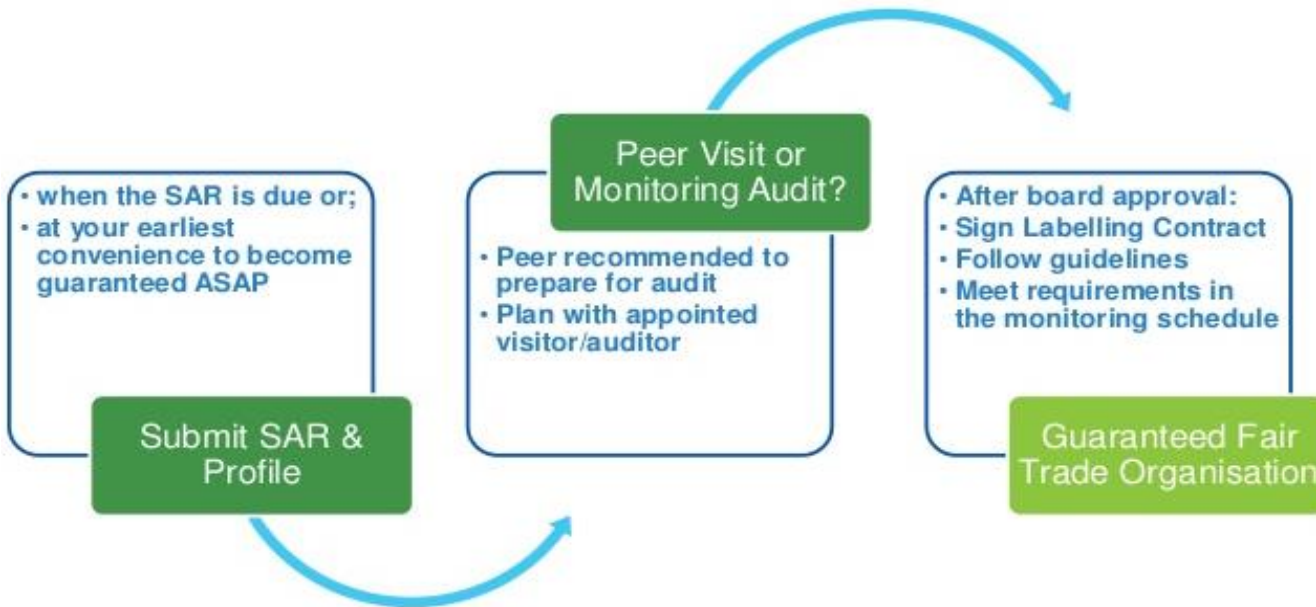 • when the SAR is due or;
• at your earliest
convenience to become
guaranteed ASAP
Submit SAR &
Profile
Peer Visit or
Monitoring Audit?
• Peer recommended to
prepare for audit
• Plan with appointed
visitor/auditor
• After board approval:
• Sign Labelling Contract
• Follow guidelines
• Meet requirements in
the monitoring schedule
Guaranteed Fair
Trade Organisation